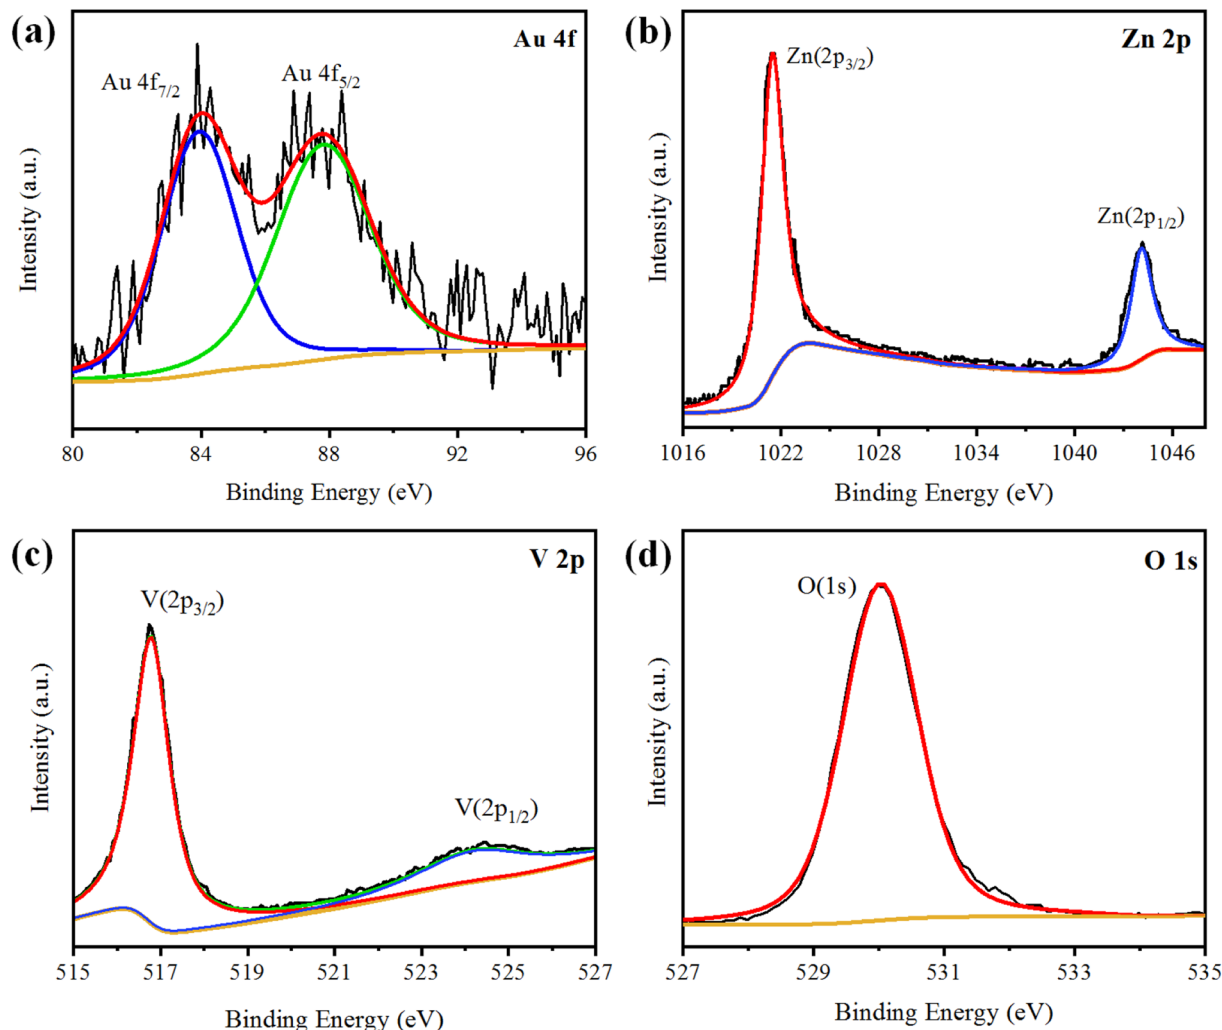 (a)
Au 4f
Au 4f7/2
Au 4f5/2
Intensity (a.u.)
80 84 88 92 96
Binding Energy (eV)
(b)
Zn 2p
Zn(2p3/2)
Zn(2p1/2)
Intensity (a.u.)
1016 1022 1028 1034 1040 1046
Binding Energy (eV)
(c)
V 2p
V(2p3/2)
V(2p1/2)
Intensity (a.u.)
515 517 519 521 523 525 527
Binding Energy (eV)
(d)
O 1s
O(1s)
Intensity (a.u.)
527 529 531 533 535
Binding Energy (eV)